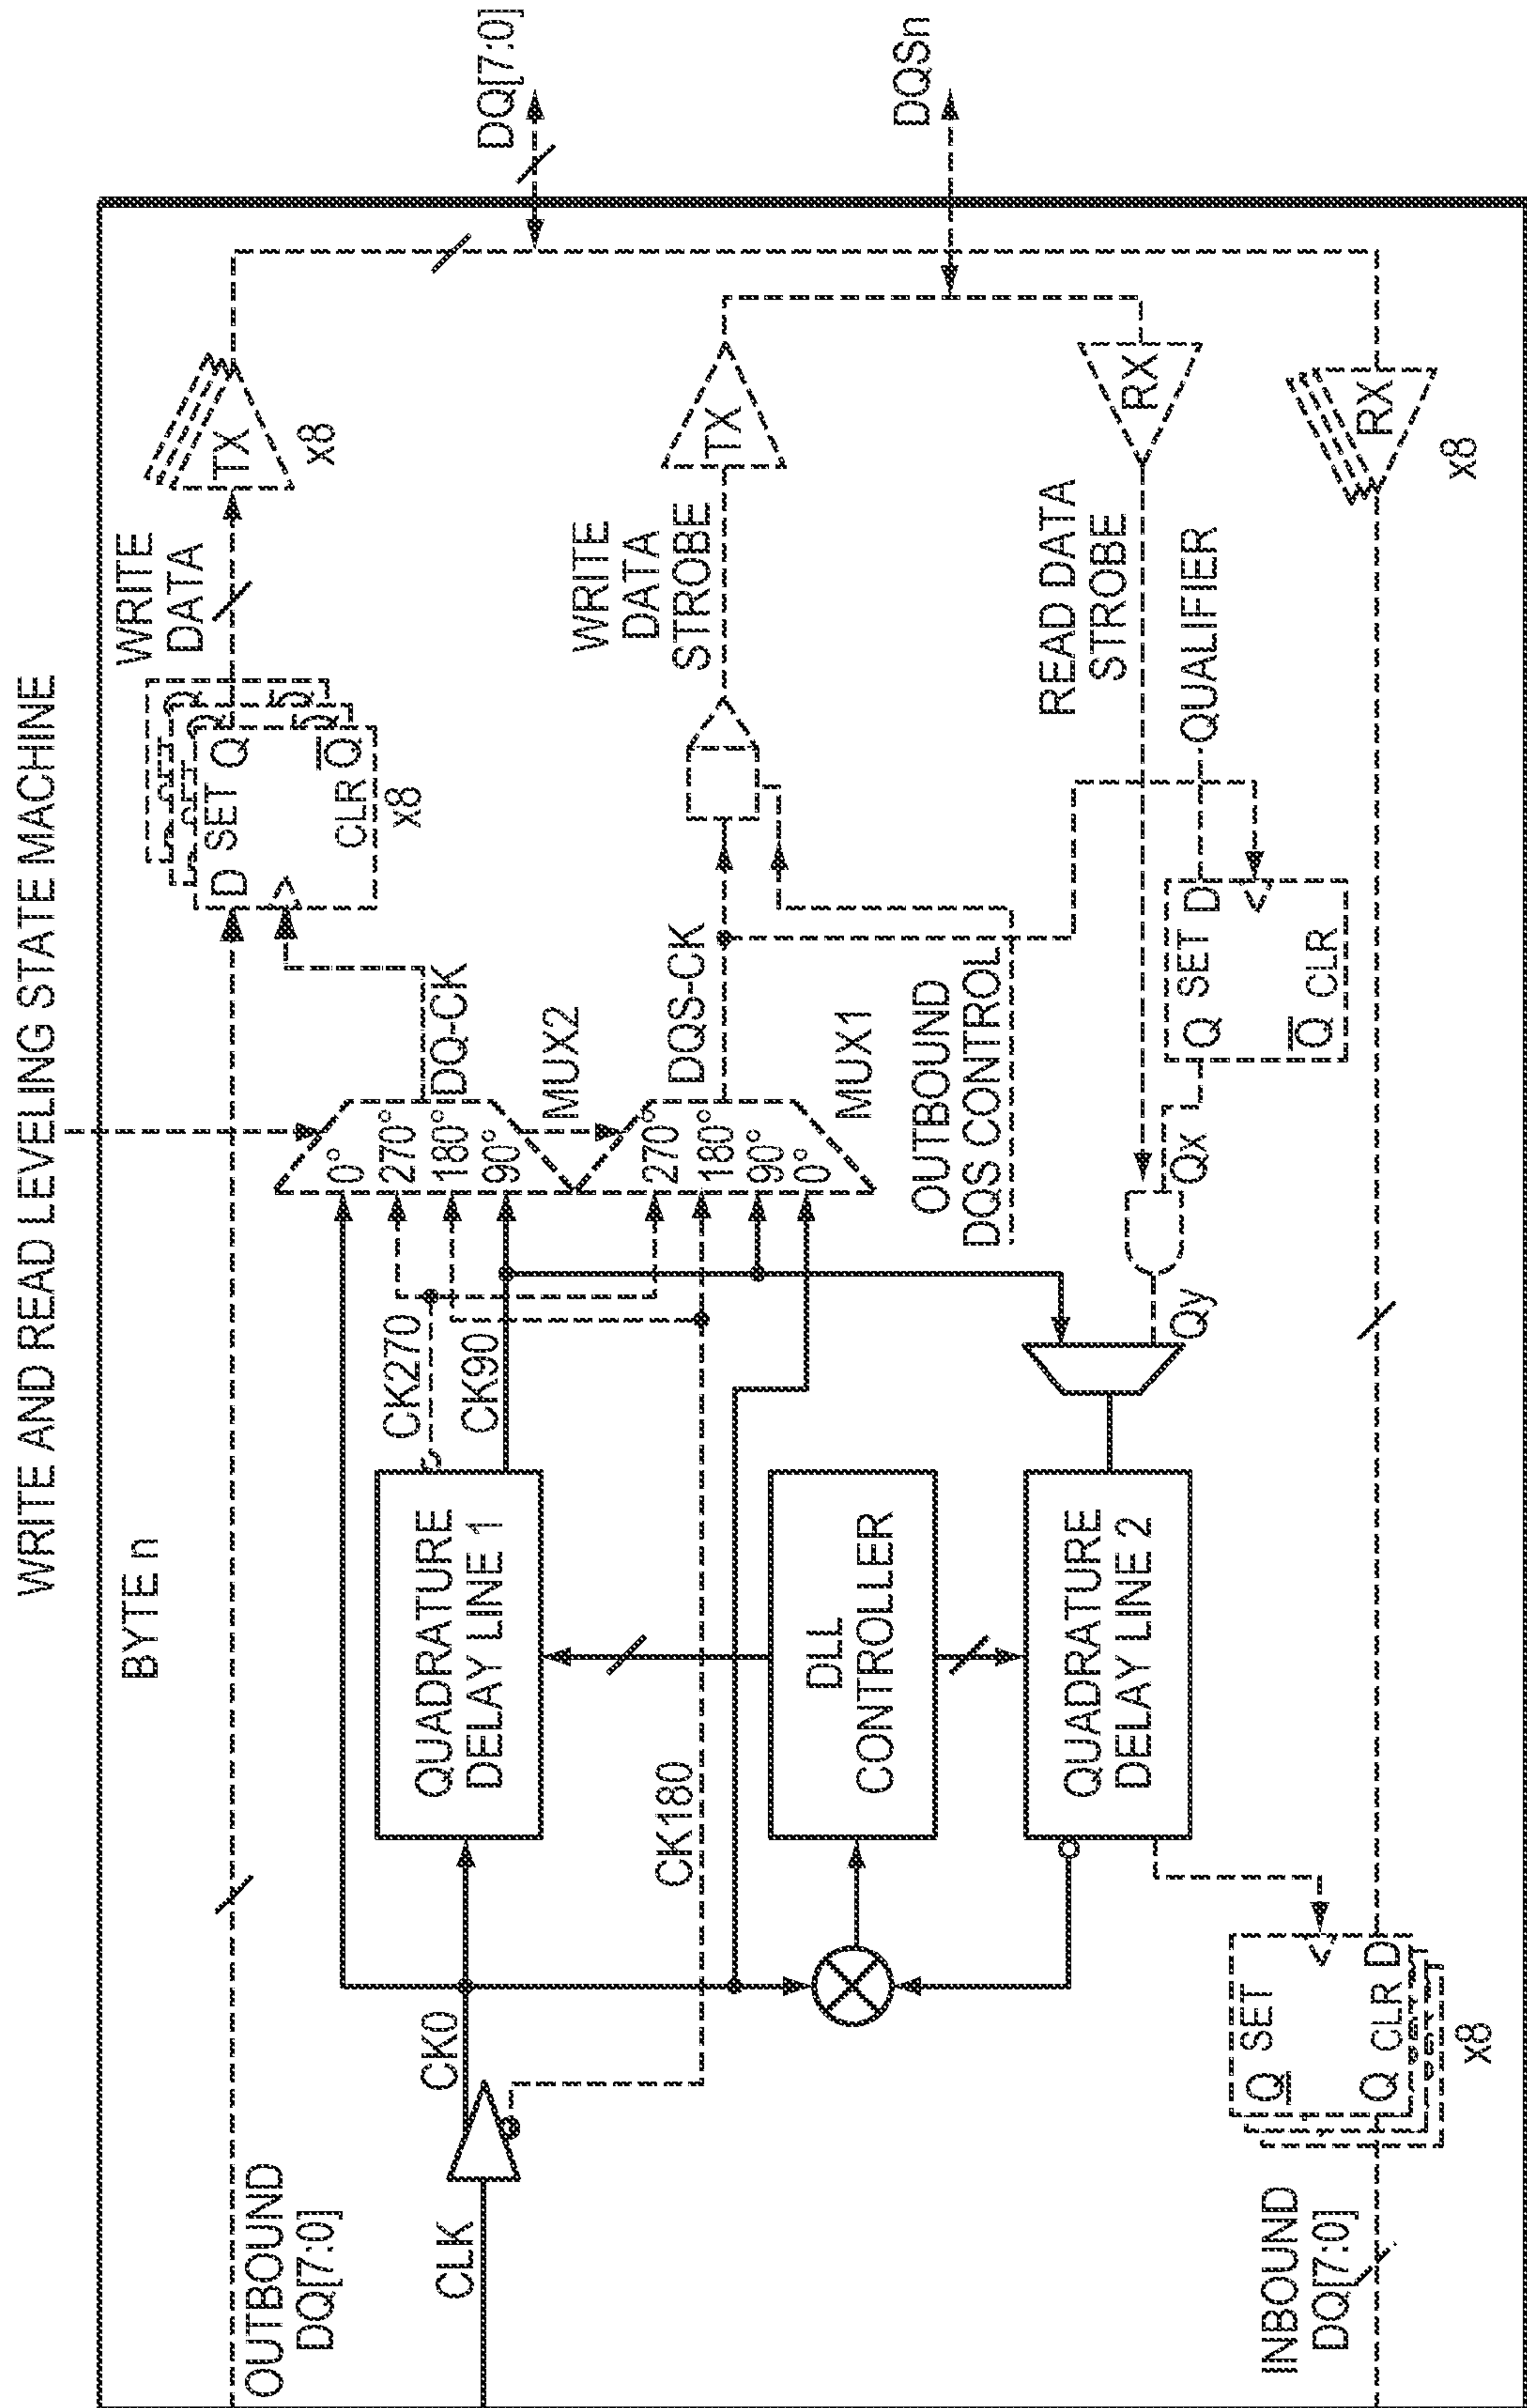 WRITE AND READ LEVELING STATE MACHINE
BYTE n
OUTBOUND
DQ[7:0]
D SET Q
CLR Q
x8
WRITE
DATA
TX
x8
DQ[7:0]
CLK
CK0
QUADRATURE
DELAY LINE 1
CK270
CK90
0°
270°
180°
90°
DQ-CK
MUX2
CK180
270°
180°
90°
0°
DQS-CK
MUX1
WRITE
DATA
STROBE
TX
DQSn
DLL
CONTROLLER
OUTBOUND
DQS CONTROL
QUADRATURE
DELAY LINE 2
Qy
Qx
Q SET D
Q CLR
READ DATA
STROBE
QUALIFIER
RX
INBOUND
DQ[7:0]
Q SET
Q CLR D
x8
RX
x8